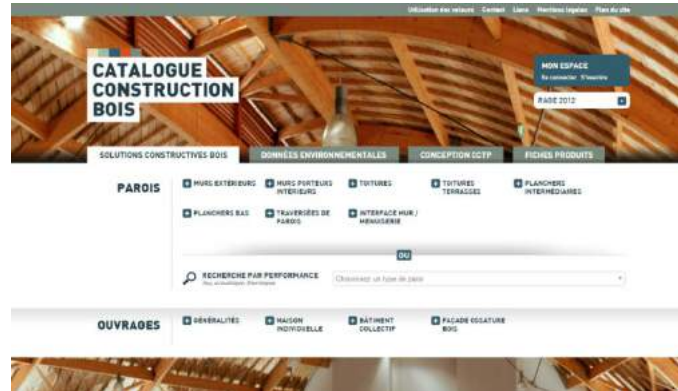 Utilisation des valeurs Contact Liens Mentions légales Plan du site
CATALOGUE
CONSTRUCTION
BOIS
MON ESPACE
Se connecter S'inscrire
RAGE 2012
SOLUTIONS CONSTRUCTIVES BOIS DONNÉES ENVIRONNEMENTALES CONCEPTION CCTP FICHES PRODUITS
PAROIS
MURS EXTÉRIEURS
MURS PORTEURS
INTÉRIEURS
TOITURES
TOITURES
TERRASSES
PLANCHERS
INTERMÉDIAIRES
PLANCHERS BAS
TRAVERSÉES DE
PAROIS
INTERFACE MUR /
MENUISERIE
OU
RECHERCHE PAR PERFORMANCE
Choisissez un type de paroi
OUVRAGES
GÉNÉRALITÉS
MAISON
INDIVIDUELLE
BÂTIMENT
COLLECTIF
FAÇADE OSSATURE
BOIS